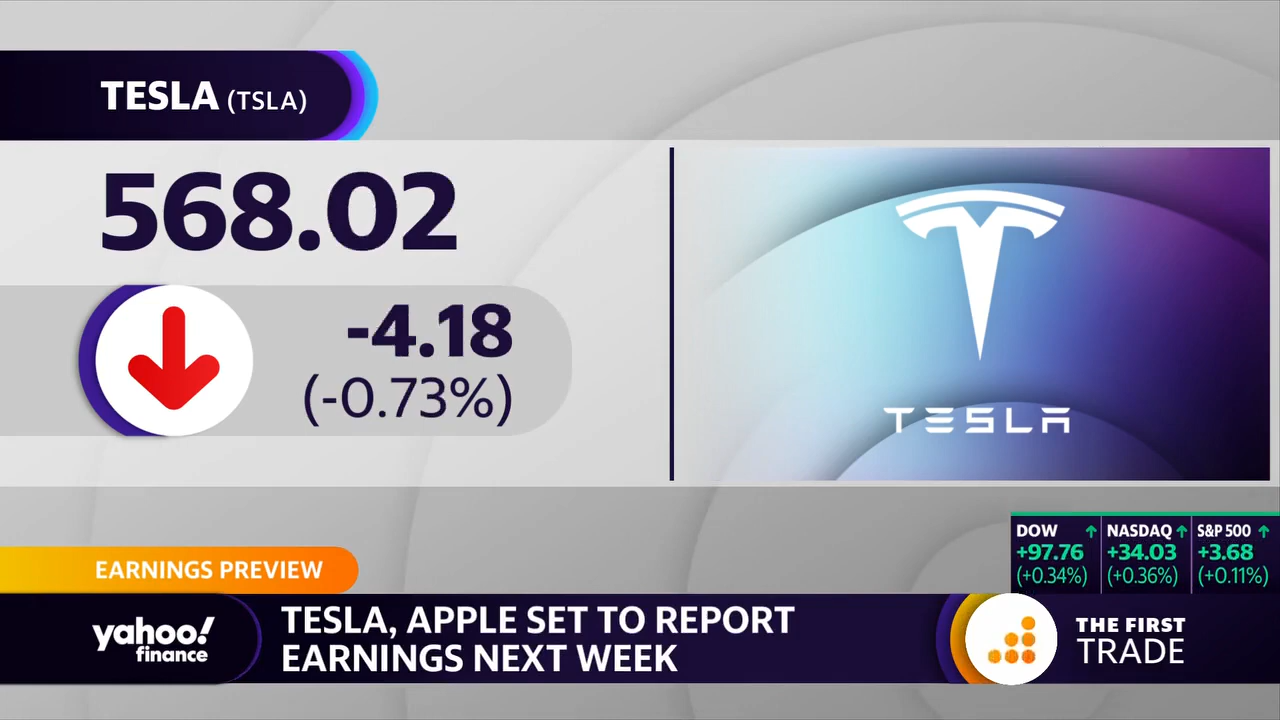 TESLA (TSLA)
568.02
-4.18
(-0.73%)
TESLA
DOW
+97.76
(+0.34%)
NASDAQ
+34.03
(+0.36%)
S&P 500
+3.68
(+0.11%)
EARNINGS PREVIEW
yahoo!
finance
TESLA, APPLE SET TO REPORT
EARNINGS NEXT WEEK
THE FIRST
TRADE